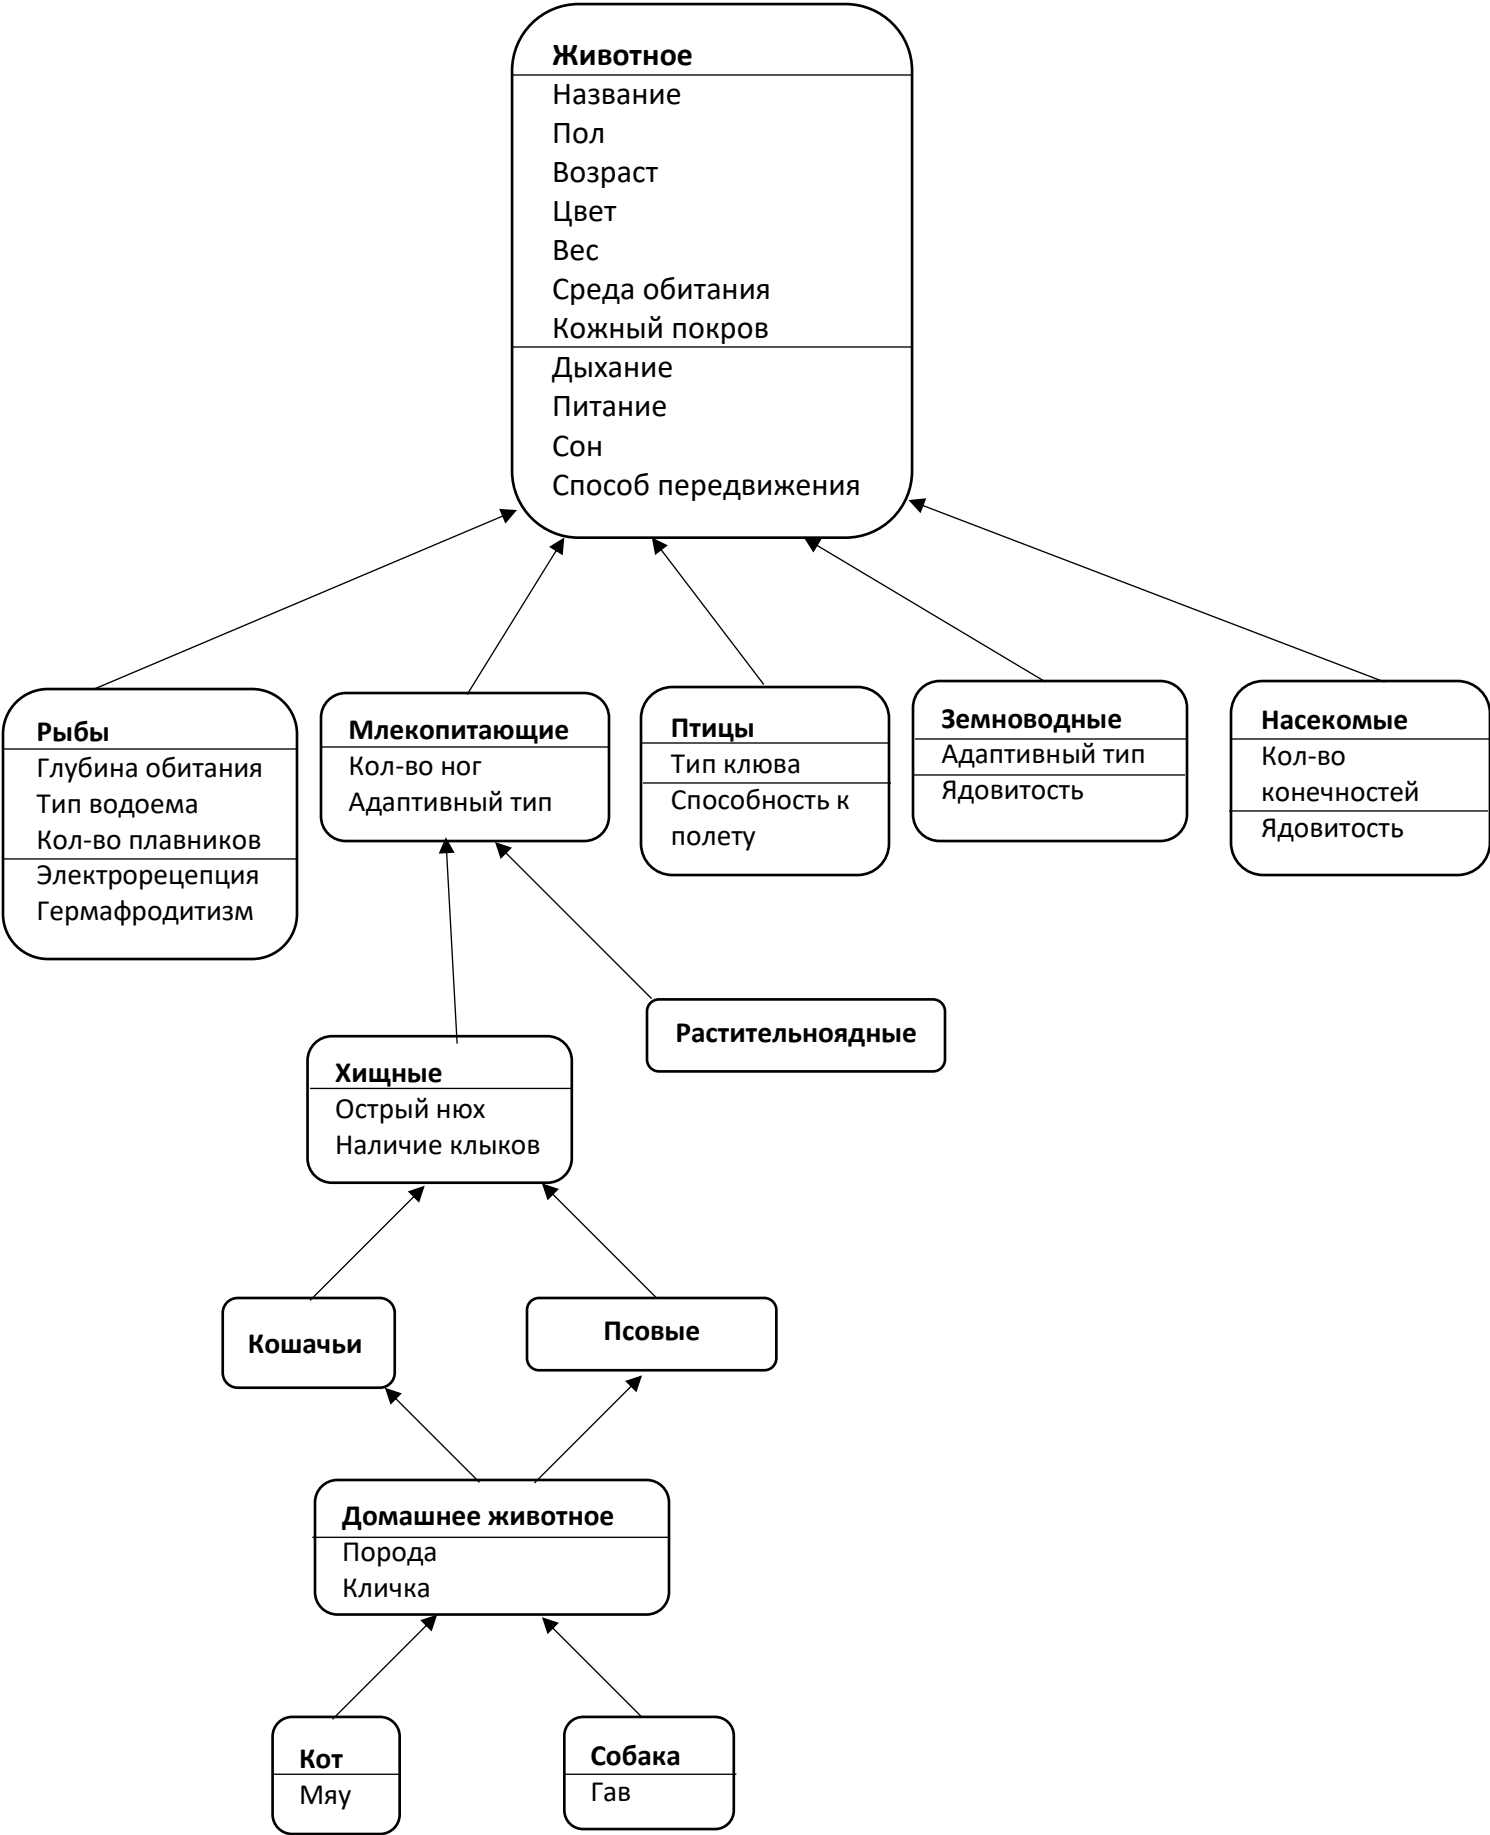 Животное
Название
Пол
Возраст
Цвет
Вес
Среда обитания
Кожный покров
Дыхание
Питание
Сон
Способ передвижения
Рыбы
Глубина обитания
Тип водоема
Кол-во плавников
Электрорецепция
Гермафродитизм
Млекопитающие
Кол-во ног
Адаптивный тип
Птицы
Тип клюва
Способность к
полету
Земноводные
Адаптивный тип
Ядовитость
Насекомые
Кол-во
конечностей
Ядовитость
Растительноядные
Хищные
Острый нюх
Наличие клыков
Кошачьи
Псовые
Домашнее животное
Порода
Кличка
Кот
Мяу
Собака
Гав